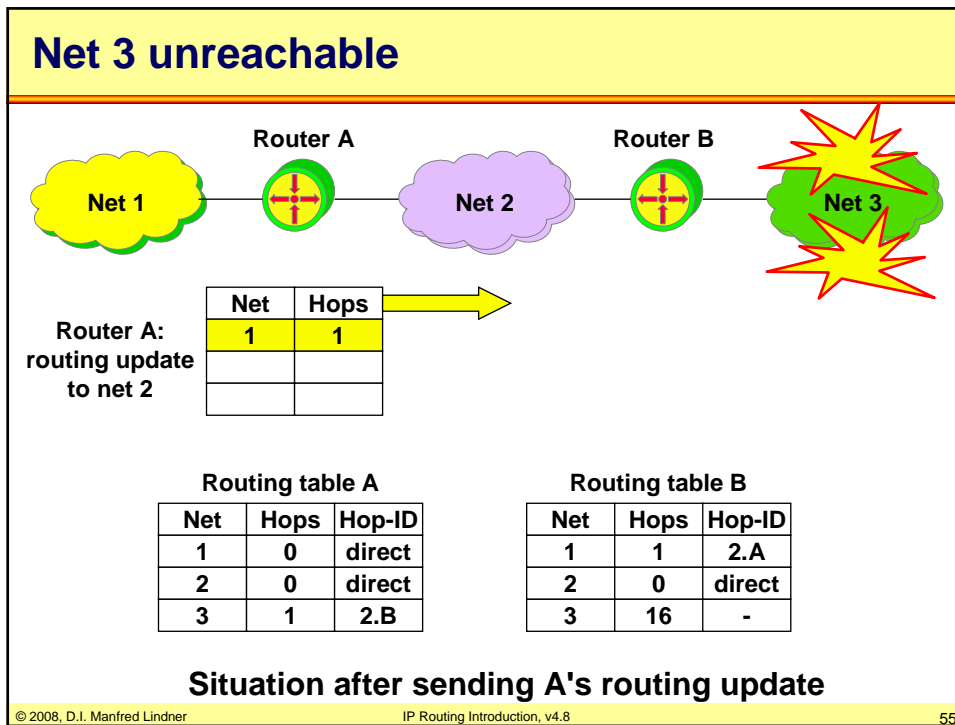 Net 3 unreachable
Router A
Router B
Net 1
Net 2
Net 3
Net Hops
1 1
Router A:
routing update
to net 2
Routing table A
Net Hops Hop-ID
1 0 direct
2 0 direct
3 1 2.B
Routing table B
Net Hops Hop-ID
1 1 2.A
2 0 direct
3 16 -
Situation after sending A's routing update
© 2008, D.I. Manfred Lindner
IP Routing Introduction, v4.8
55